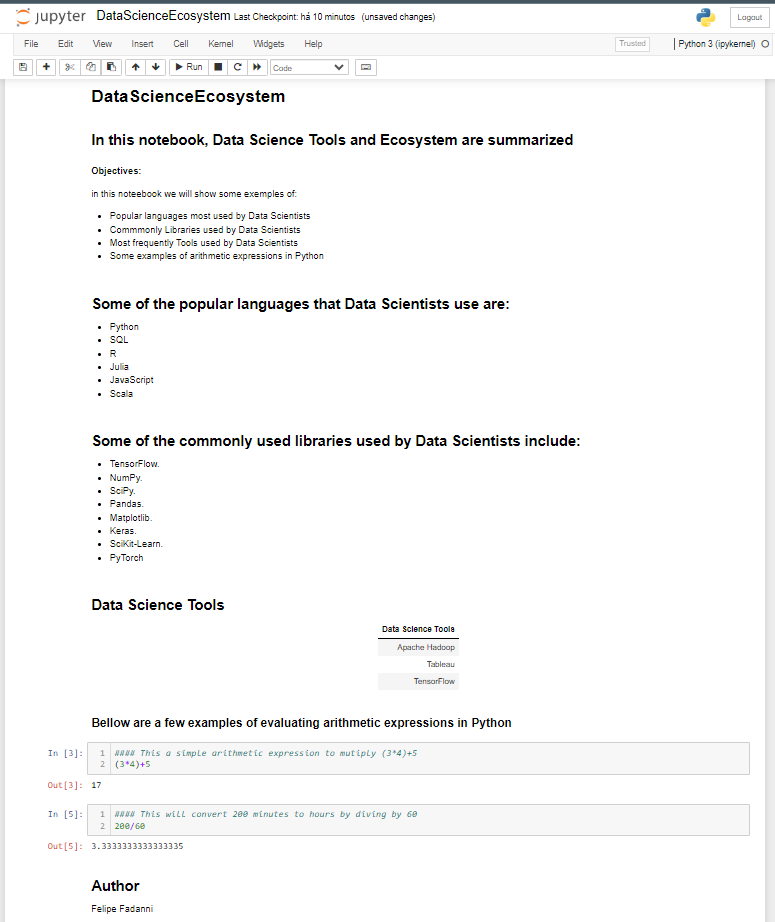 jupyter DataScienceEcosystem Last Checkpoint: há 10 minutos (unsaved changes) Logout
File Edit View Insert Cell Kernel Widgets Help Trusted Python 3 (ipykernel)
Run Code
DataScienceEcosystem
In this notebook, Data Science Tools and Ecosystem are summarized
Objectives:
in this noteebook we will show some exemples of:
Popular languages most used by Data Scientists
Commmonly Libraries used by Data Scientists
Most frequently Tools used by Data Scientists
Some examples of arithmetic expressions in Python
Some of the popular languages that Data Scientists use are:
Python
SQL
R
Julia
JavaScript
Scala
Some of the commonly used libraries used by Data Scientists include:
TensorFlow.
NumPy.
SciPy.
Pandas.
Matplotlib.
Keras.
SciKit-Learn.
PyTorch
Data Science Tools
Data Science Tools
Apache Hadoop
Tableau
TensorFlow
Bellow are a few examples of evaluating arithmetic expressions in Python
In [3]: 1 #### This a simple arithmetic expression to mutiply (3*4)+5
2 (3*4)+5
Out[3]: 17
In [5]: 1 #### This will convert 200 minutes to hours by diving by 60
2 200/60
Out[5]: 3.3333333333333335
Author
Felipe Fadanni